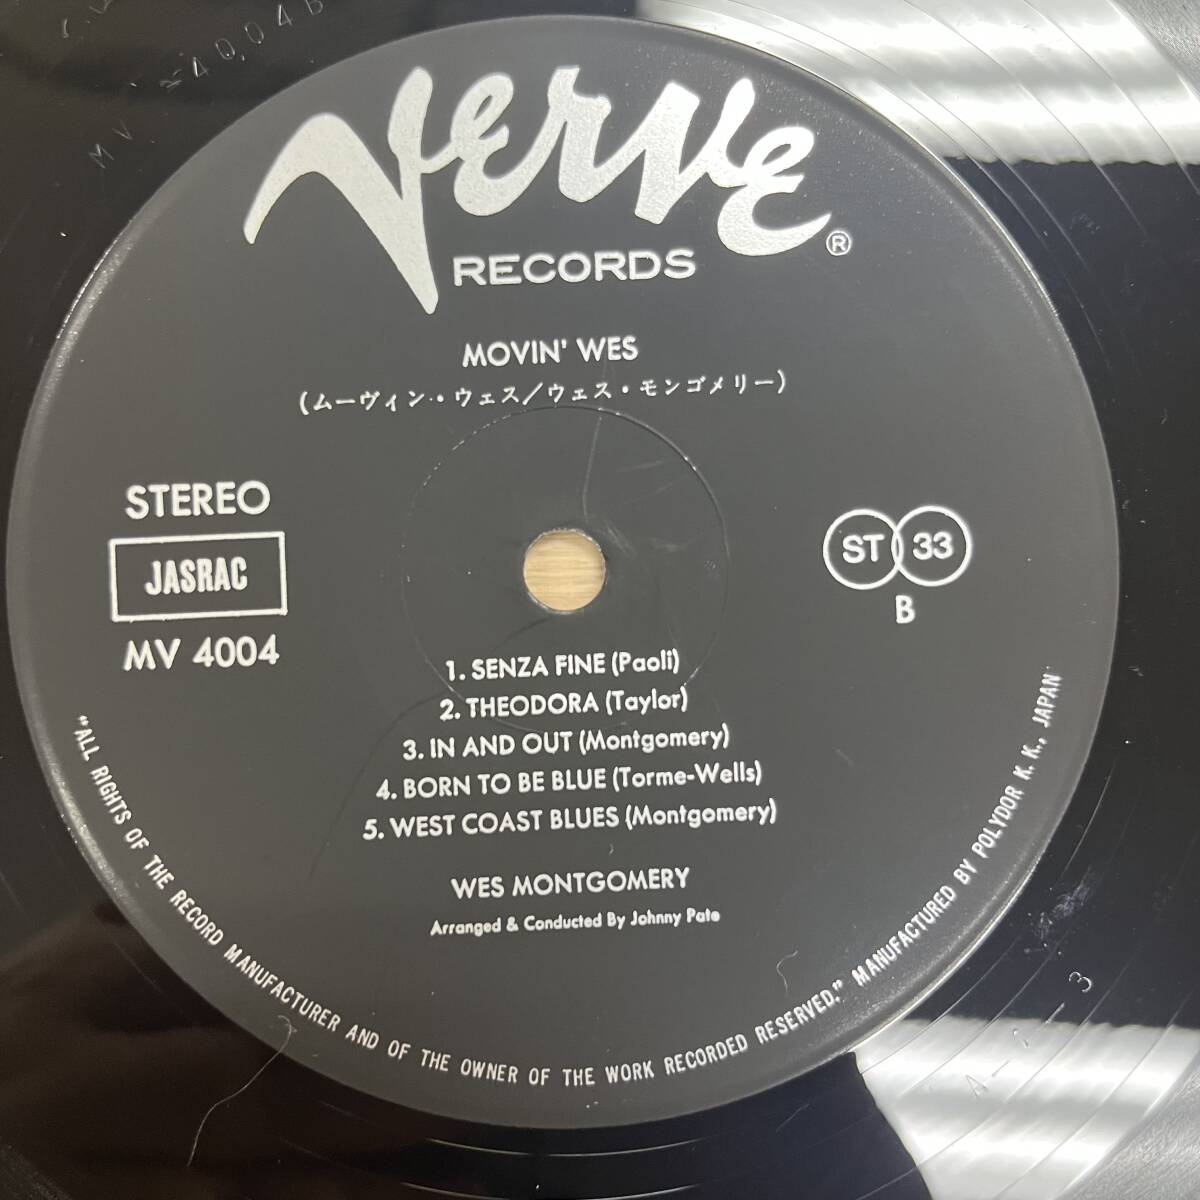 MV 4004B
Verve ®
RECORDS
MOVIN' WES
(ムーヴィン・ウェス／ウェス・モンゴメリー)
STEREO
JASRAC
MV 4004
ST 33
B
1. SENZA FINE (Paoli)
2. THEODORA (Taylor)
3. IN AND OUT (Montgomery)
4. BORN TO BE BLUE (Torme-Wells)
5. WEST COAST BLUES (Montgomery)
WES MONTGOMERY
Arranged & Conducted By Johnny Pate
"ALL RIGHTS OF THE RECORD MANUFACTURER AND OF THE OWNER OF THE WORK RECORDED RESERVED." MANUFACTURED BY POLYDOR K. K., JAPAN